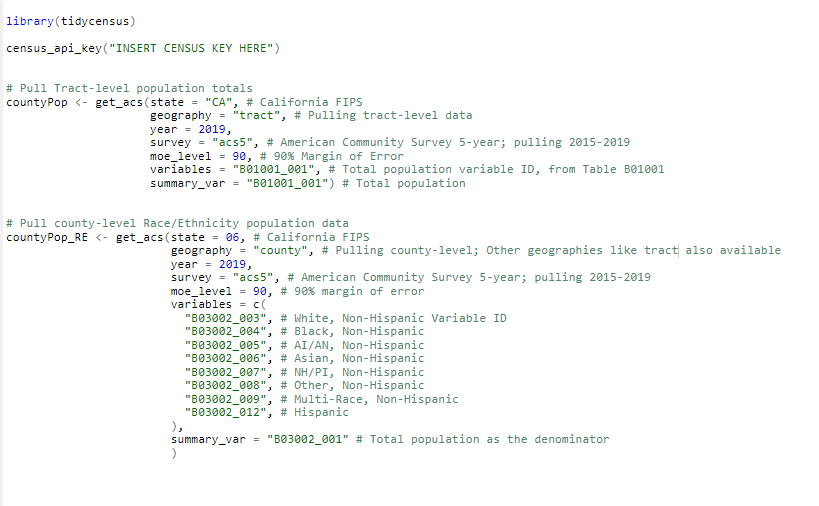 library(tidycensus)
census_api_key("INSERT CENSUS KEY HERE")
# Pull Tract-level population totals
countyPop <- get_acs(state = "CA", # California FIPS
geography = "tract", # Pulling tract-level data
year = 2019,
survey = "acs5", # American Community Survey 5-year; pulling 2015-2019
moe_level = 90, # 90% Margin of Error
variables = "B01001_001", # Total population variable ID, from Table B01001
summary_var = "B01001_001") # Total population
# Pull county-level Race/Ethnicity population data
countyPop_RE <- get_acs(state = 06, # California FIPS
geography = "county", # Pulling county-level; Other geographies like tract also available
year = 2019,
survey = "acs5", # American Community Survey 5-year; pulling 2015-2019
moe_level = 90, # 90% margin of error
variables = c(
"B03002_003", # White, Non-Hispanic Variable ID
"B03002_004", # Black, Non-Hispanic
"B03002_005", # AI/AN, Non-Hispanic
"B03002_006", # Asian, Non-Hispanic
"B03002_007", # NH/PI, Non-Hispanic
"B03002_008", # Other, Non-Hispanic
"B03002_009", # Multi-Race, Non-Hispanic
"B03002_012", # Hispanic
),
summary_var = "B03002_001" # Total population as the denominator
)